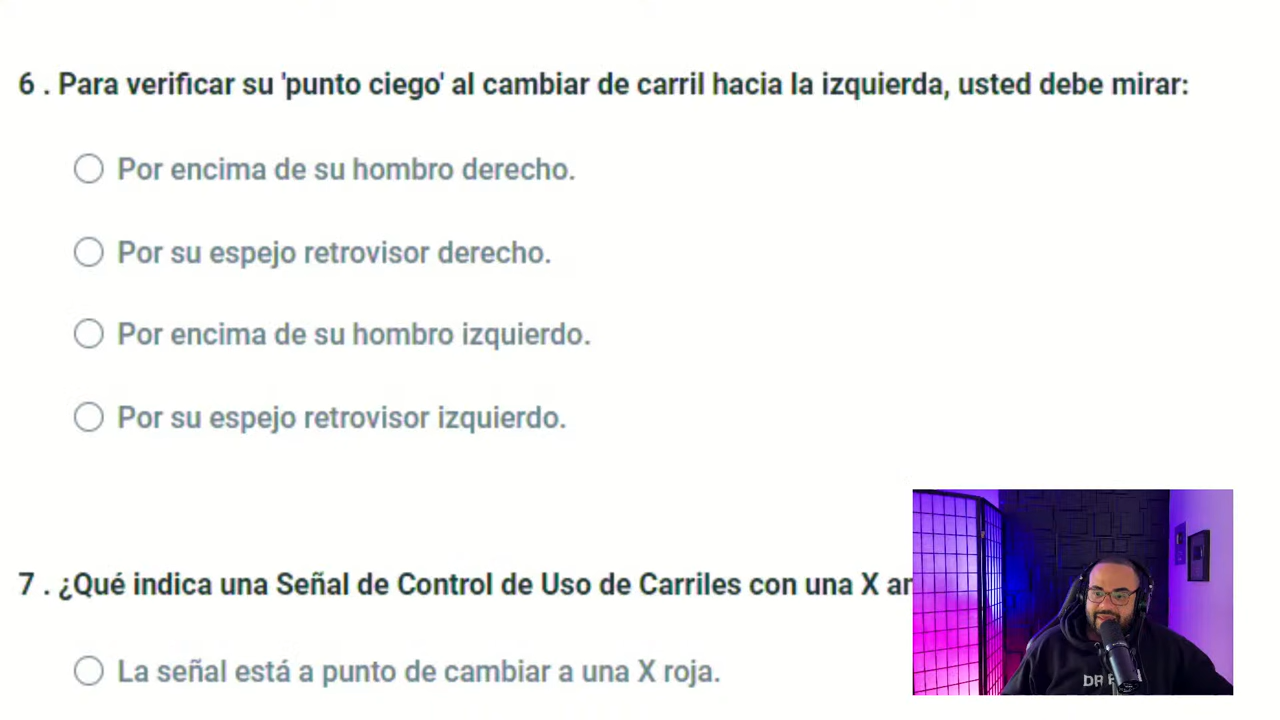 6 . Para verificar su 'punto ciego' al cambiar de carril hacia la izquierda, usted debe mirar:
Por encima de su hombro derecho.
Por su espejo retrovisor derecho.
Por encima de su hombro izquierdo.
Por su espejo retrovisor izquierdo.
7 . ¿Qué indica una Señal de Control de Uso de Carriles con una X
La señal está a punto de cambiar a una X roja.